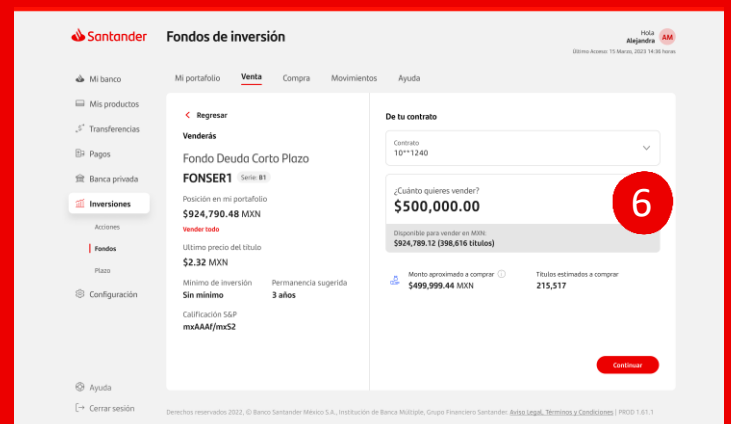 Santander
Fondos de inversión
Hola
Alejandra
AM
Último Acceso: 15 Marzo, 2023 14:38 horas
Mi banco
Mis productos
Transferencias
Pagos
Banca privada
Inversiones
Acciones
Fondos
Plazo
Configuración
Ayuda
Cerrar sesión
Mi portafolio Venta Compra Movimientos Ayuda
Regresar
Venderás
Fondo Deuda Corto Plazo
FONSER1 Serie: B1
Posición en mi portafolio
$924,790.48 MXN
Vender todo
Ultimo precio del título
$2.32 MXN
Mínimo de inversión Permanencia sugerida
Sin mínimo 3 años
Calificación S&P
mxAAAf/mxS2
De tu contrato
Contrato
10**1240
¿Cuánto quieres vender?
$500,000.00
6
Disponible para vender en MXN:
$924,789.12 (398,616 títulos)
Monto aproximado a comprar Títulos estimados a comprar
$499,999.44 MXN 215,517
Continuar
Derechos reservados 2022, © Banco Santander México S.A., Institución de Banca Múltiple, Grupo Financiero Santander. Aviso Legal, Términos y Condiciones | PROD 1.61.1